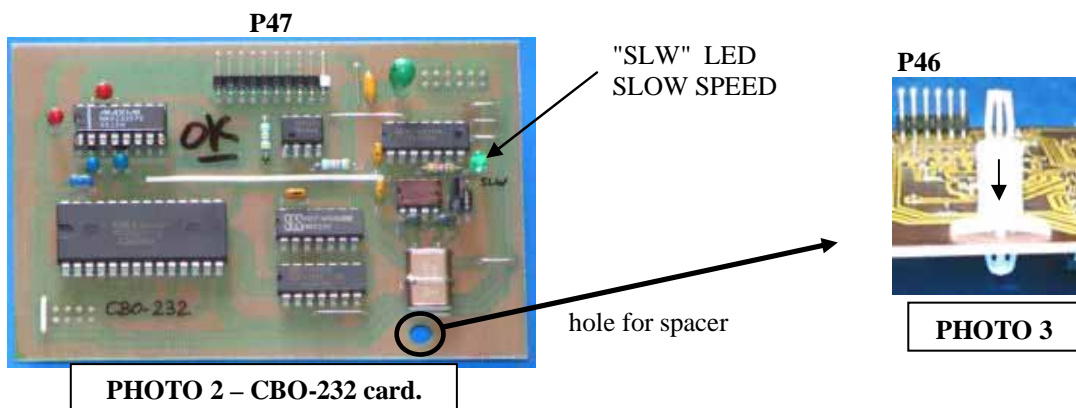 P47
"SLW" LED
SLOW SPEED
P46
OK
SLW
CBO-232
hole for spacer
PHOTO 3
PHOTO 2 – CBO-232 card.